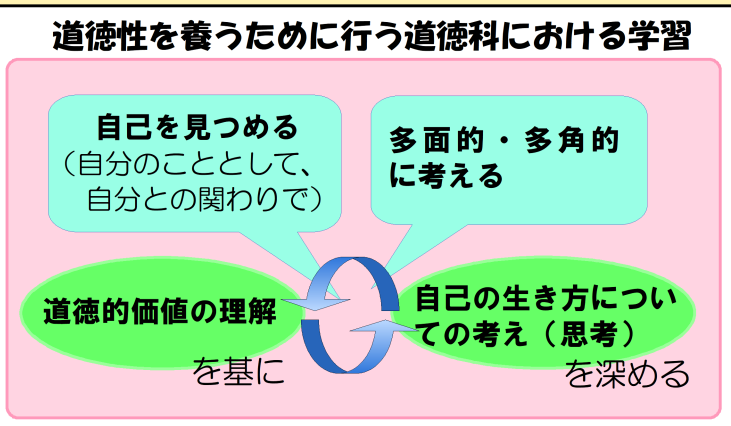 道徳性を養うために行う道徳科における学習
自己を見つめる
（自分のこととして、
自分との関わりで）
多面的・多角的
に考える
道徳的価値の理解
を基に
自己の生き方につい
ての考え（思考）
を深める